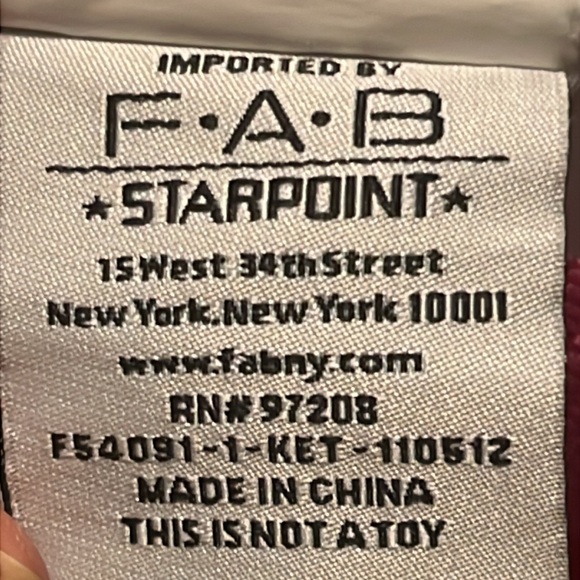 IMPORTED BY
F·A·B
★STARPOINT★
15 West 34th Street
New York, New York 10001
www.fabny.com
RN# 97208
F54091-1-KET-110512
MADE IN CHINA
THIS IS NOT A TOY